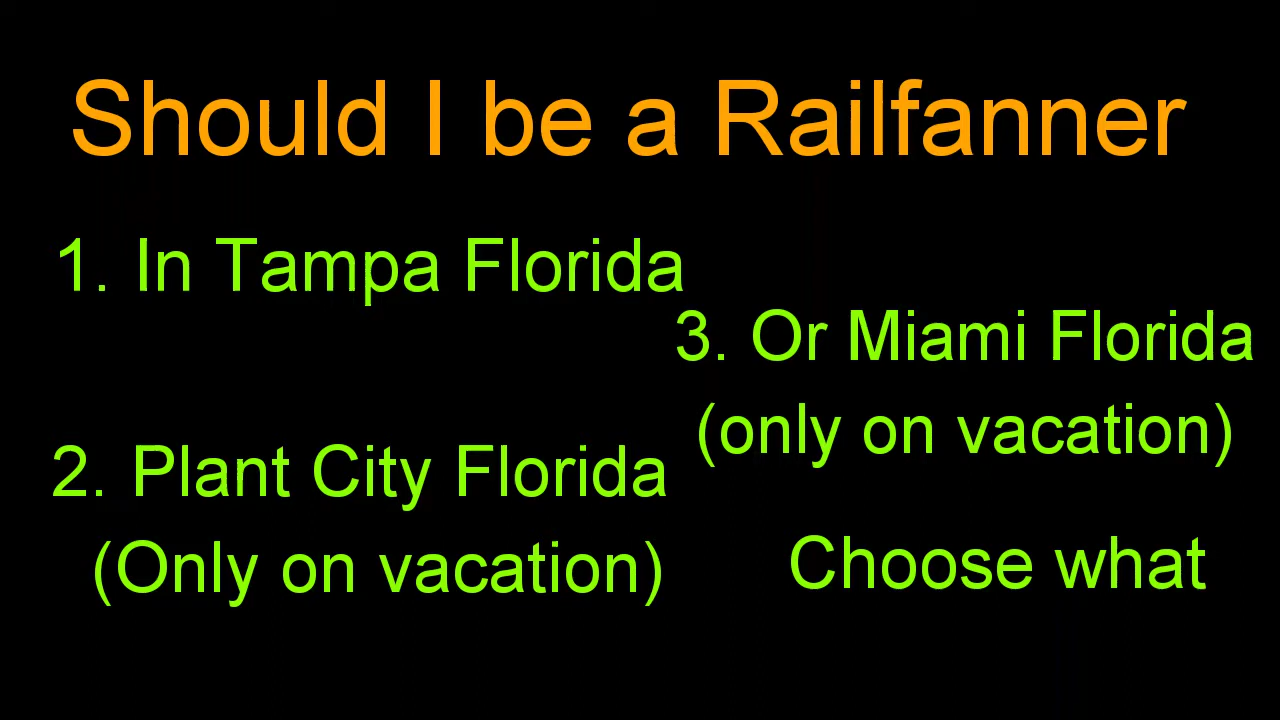 Should I be a Railfanner
1. In Tampa Florida
2. Plant City Florida
(Only on vacation)
3. Or Miami Florida
(only on vacation)
Choose what